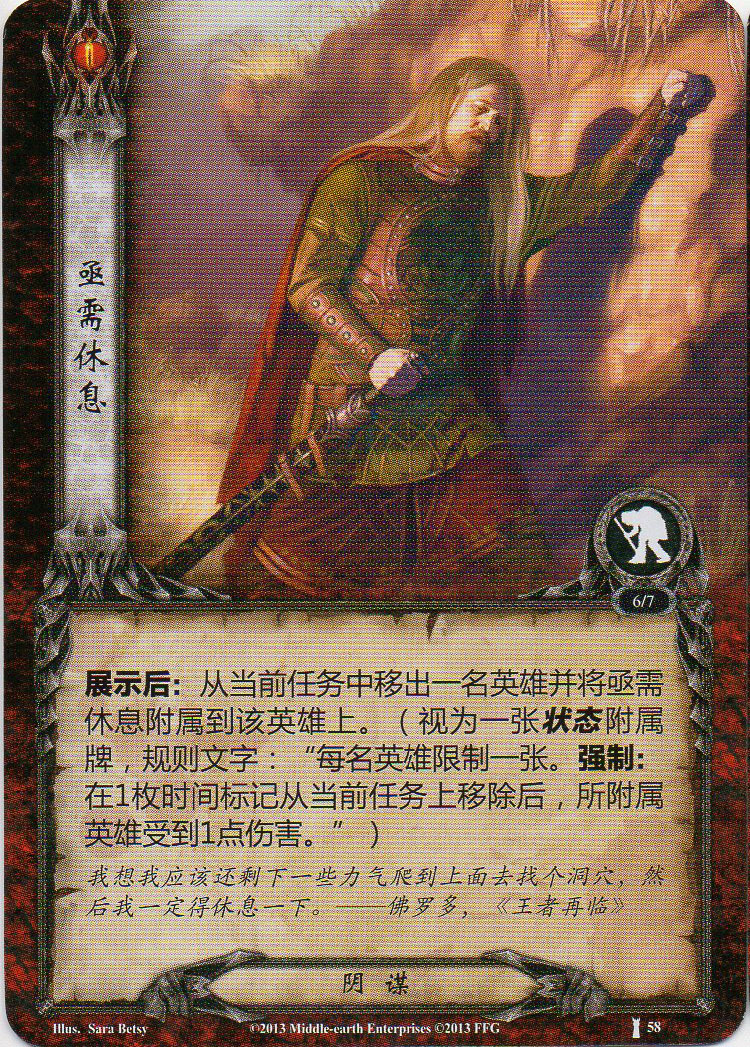 亟需休息
6/7
展示后：从当前任务中移出一名英雄并将亟需
休息附属到该英雄上。（视为一张状态附属
牌，规则文字：“每名英雄限制一张。强制：
在1枚时间标记从当前任务上移除后，所附属
英雄受到1点伤害。”）
我想我应该还剩下一些力气爬到上面去找个洞穴，然
后我一定得休息一下。——佛罗多，《王者再临》
阴谋
Illus. Sara Betsy
©2013 Middle-earth Enterprises ©2013 FFG
58